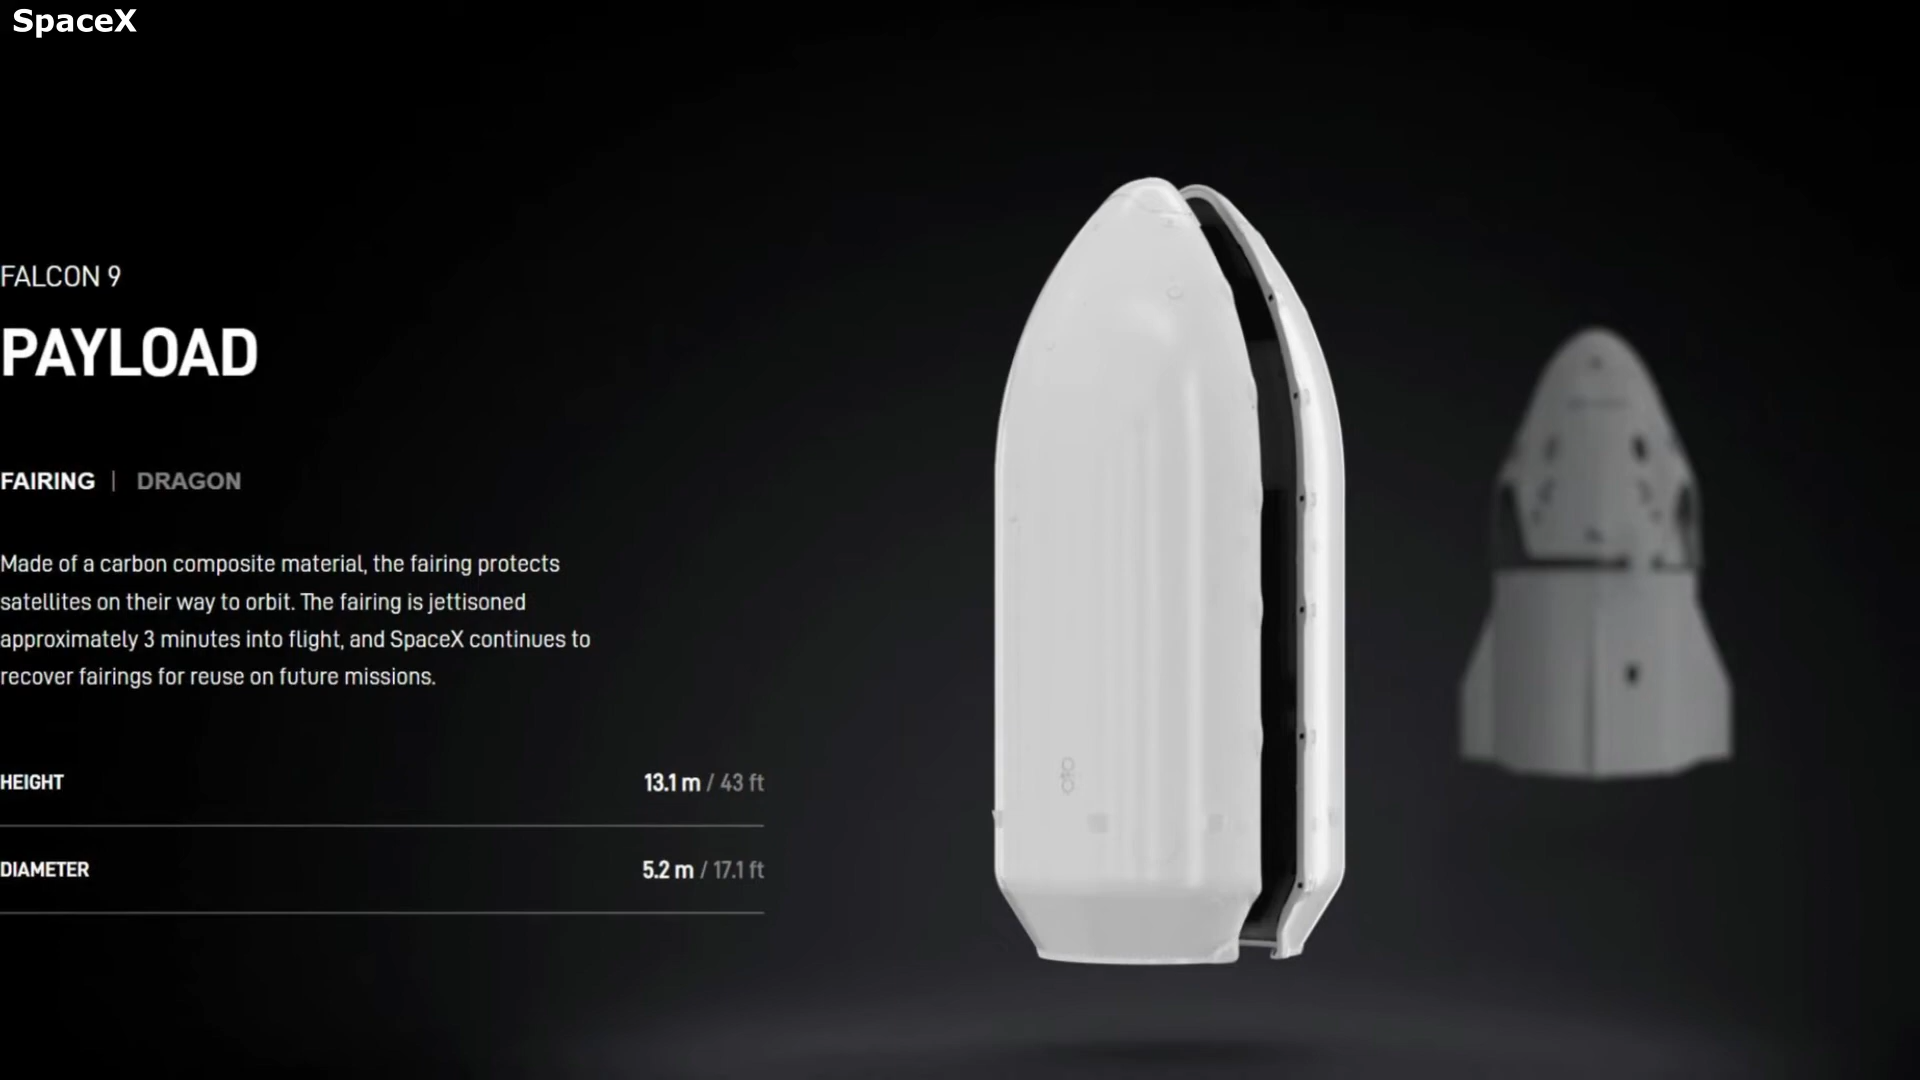 SpaceX
FALCON 9
PAYLOAD
FAIRING | DRAGON
Made of a carbon composite material, the fairing protects
satellites on their way to orbit. The fairing is jettisoned
approximately 3 minutes into flight, and SpaceX continues to
recover fairings for reuse on future missions.
HEIGHT 13.1 m / 43 ft
DIAMETER 5.2 m / 17.1 ft